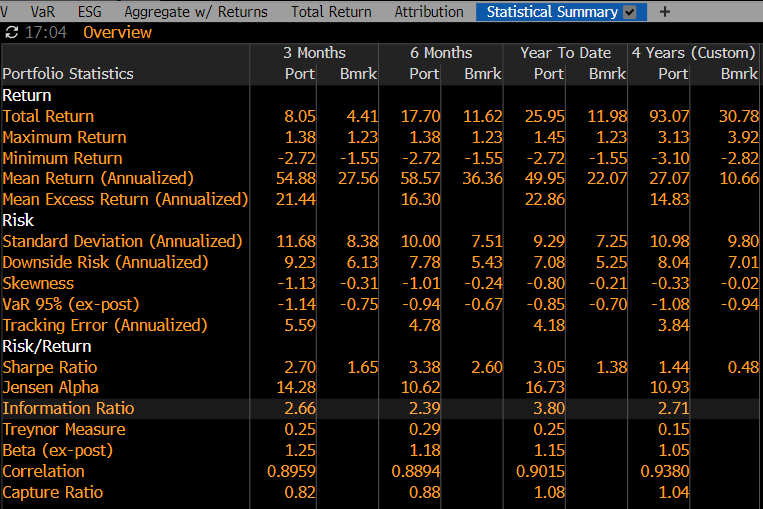 V VaR ESG Aggregate w/ Returns Total Return Attribution Statistical Summary +
17:04 Overview
3 Months 6 Months Year To Date 4 Years (Custom)
Portfolio Statistics Port Bmrk Port Bmrk Port Bmrk Port Bmrk
Return
Total Return 8.05 4.41 17.70 11.62 25.95 11.98 93.07 30.78
Maximum Return 1.38 1.23 1.38 1.23 1.45 1.23 3.13 3.92
Minimum Return -2.72 -1.55 -2.72 -1.55 -2.72 -1.55 -3.10 -2.82
Mean Return (Annualized) 54.88 27.56 58.57 36.36 49.95 22.07 27.07 10.66
Mean Excess Return (Annualized) 21.44 16.30 22.86 14.83
Risk
Standard Deviation (Annualized) 11.68 8.38 10.00 7.51 9.29 7.25 10.98 9.80
Downside Risk (Annualized) 9.23 6.13 7.78 5.43 7.08 5.25 8.04 7.01
Skewness -1.13 -0.31 -1.01 -0.24 -0.80 -0.21 -0.33 -0.02
VaR 95% (ex-post) -1.14 -0.75 -0.94 -0.67 -0.85 -0.70 -1.08 -0.94
Tracking Error (Annualized) 5.59 4.78 4.18 3.84
Risk/Return
Sharpe Ratio 2.70 1.65 3.38 2.60 3.05 1.38 1.44 0.48
Jensen Alpha 14.28 10.62 16.73 10.93
Information Ratio 2.66 2.39 3.80 2.71
Treynor Measure 0.25 0.29 0.25 0.15
Beta (ex-post) 1.25 1.18 1.15 1.05
Correlation 0.8959 0.8894 0.9015 0.9380
Capture Ratio 0.82 0.88 1.08 1.04